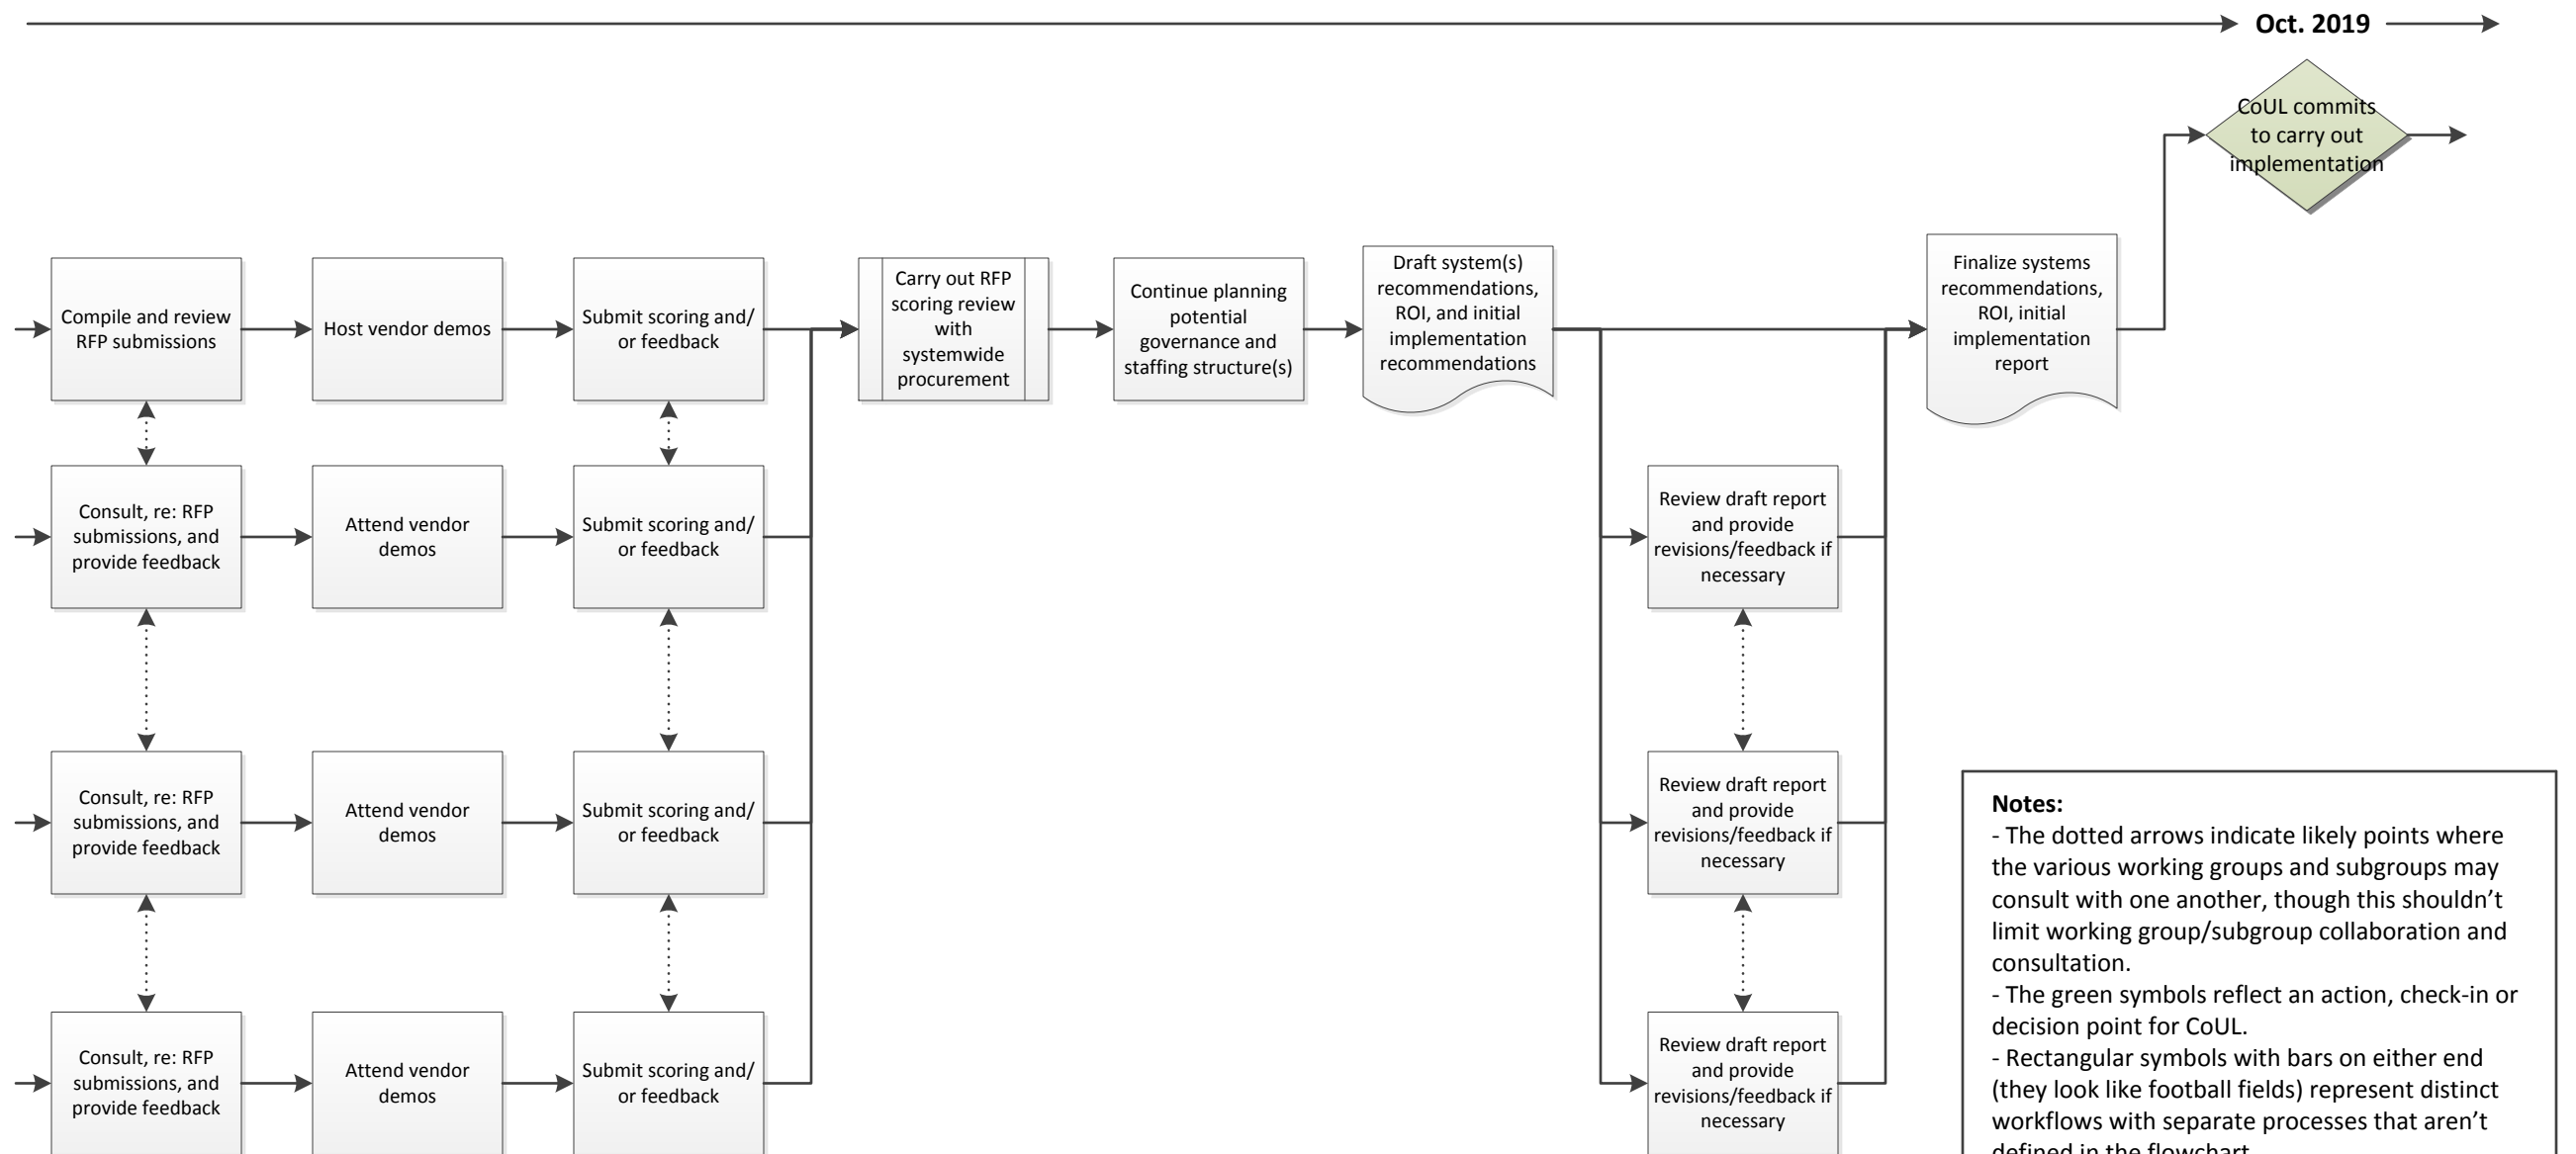 Oct. 2019
CoUL commits
to carry out
implementation
Compile and review
RFP submissions
Host vendor demos
Submit scoring and/
or feedback
Carry out RFP
scoring review
with
systemwide
procurement
Continue planning
potential
governance and
staffing structure(s)
Draft system(s)
recommendations,
ROI, and initial
implementation
recommendations
Finalize systems
recommendations,
ROI, initial
implementation
report
Consult, re: RFP
submissions, and
provide feedback
Attend vendor
demos
Submit scoring and/
or feedback
Review draft report
and provide
revisions/feedback if
necessary
Consult, re: RFP
submissions, and
provide feedback
Attend vendor
demos
Submit scoring and/
or feedback
Review draft report
and provide
revisions/feedback if
necessary
Consult, re: RFP
submissions, and
provide feedback
Attend vendor
demos
Submit scoring and/
or feedback
Review draft report
and provide
revisions/feedback if
necessary
Notes:
- The dotted arrows indicate likely points where
the various working groups and subgroups may
consult with one another, though this shouldn’t
limit working group/subgroup collaboration and
consultation.
- The green symbols reflect an action, check-in or
decision point for CoUL.
- Rectangular symbols with bars on either end
(they look like football fields) represent distinct
workflows with separate processes that aren’t
defined in the flowchart